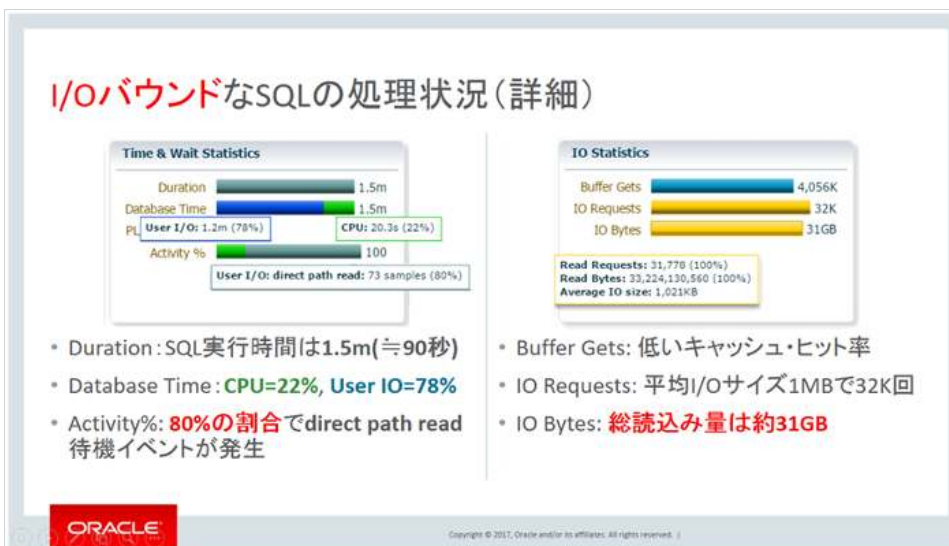 I/OバウンドなSQLの処理状況（詳細）
Time & Wait Statistics
Duration 1.5m
Database Time 1.5m
User I/O: 1.2m (78%)
CPU: 20.3s (22%)
Activity % 100
User I/O: direct path read: 73 samples (80%)
• Duration：SQL実行時間は1.5m(≒90秒)
• Database Time：CPU=22%, User IO=78%
• Activity%: 80%の割合でdirect path read
待機イベントが発生
IO Statistics
Buffer Gets 4,056K
IO Requests 32K
IO Bytes 31GB
Read Requests: 31,778 (100%)
Read Bytes: 33,224,130,560 (100%)
Average IO size: 1,021KB
• Buffer Gets: 低いキャッシュ・ヒット率
• IO Requests: 平均I/Oサイズ1MBで32K回
• IO Bytes: 総読込み量は約31GB
ORACLE
Copyright © 2017, Oracle and/or its affiliates. All rights reserved. |